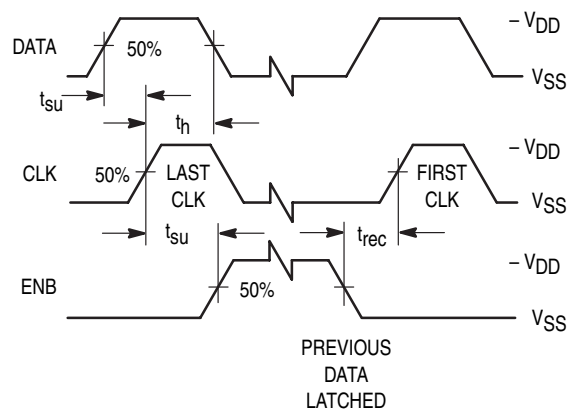 – VDD
DATA 50%
VSS
tsu
th
– VDD
CLK 50% LAST CLK FIRST CLK
VSS
tsu trec
– VDD
ENB 50%
VSS
PREVIOUS
DATA
LATCHED